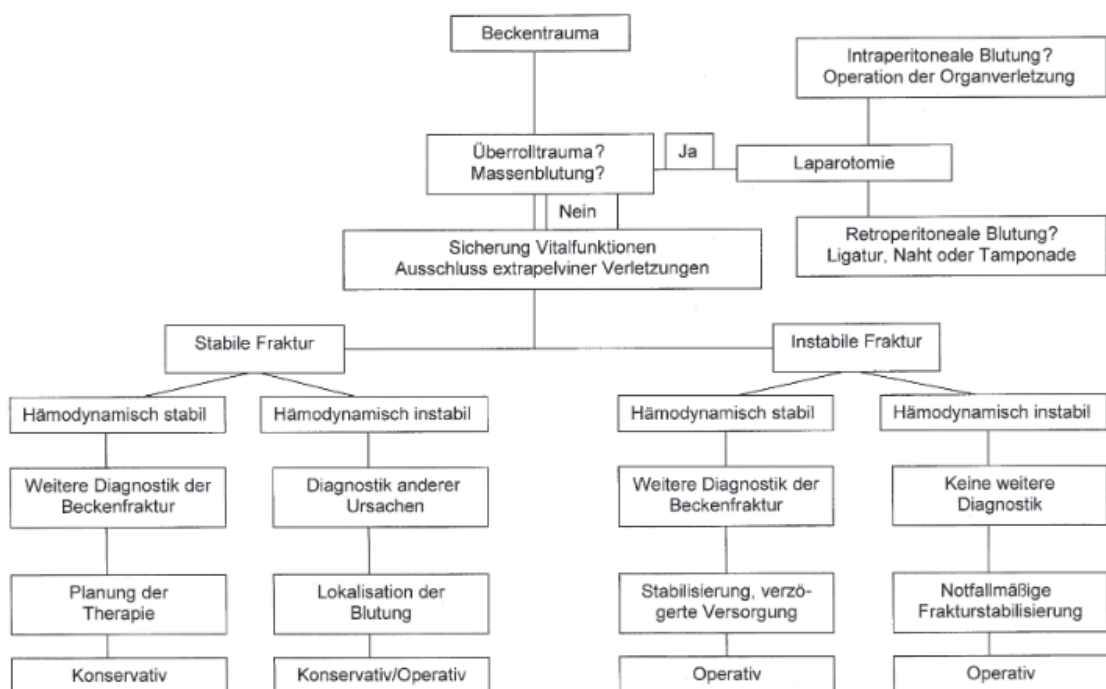 Beckentrauma
Intraperitoneale Blutung?
Operation der Organverletzung
Überrolltrauma?
Massenblutung?
Ja
Laparotomie
Nein
Sicherung Vitalfunktionen
Ausschluss extrapelviner Verletzungen
Retroperitoneale Blutung?
Ligatur, Naht oder Tamponade
Stabile Fraktur
Instabile Fraktur
Hämodynamisch stabil
Hämodynamisch instabil
Hämodynamisch stabil
Hämodynamisch instabil
Weitere Diagnostik der
Beckenfraktur
Diagnostik anderer
Ursachen
Weitere Diagnostik der
Beckenfraktur
Keine weitere
Diagnostik
Planung der
Therapie
Lokalisation der
Blutung
Stabilisierung, verzö-
gerte Versorgung
Notfallmäßige
Frakturstabilisierung
Konservativ
Konservativ/Operativ
Operativ
Operativ